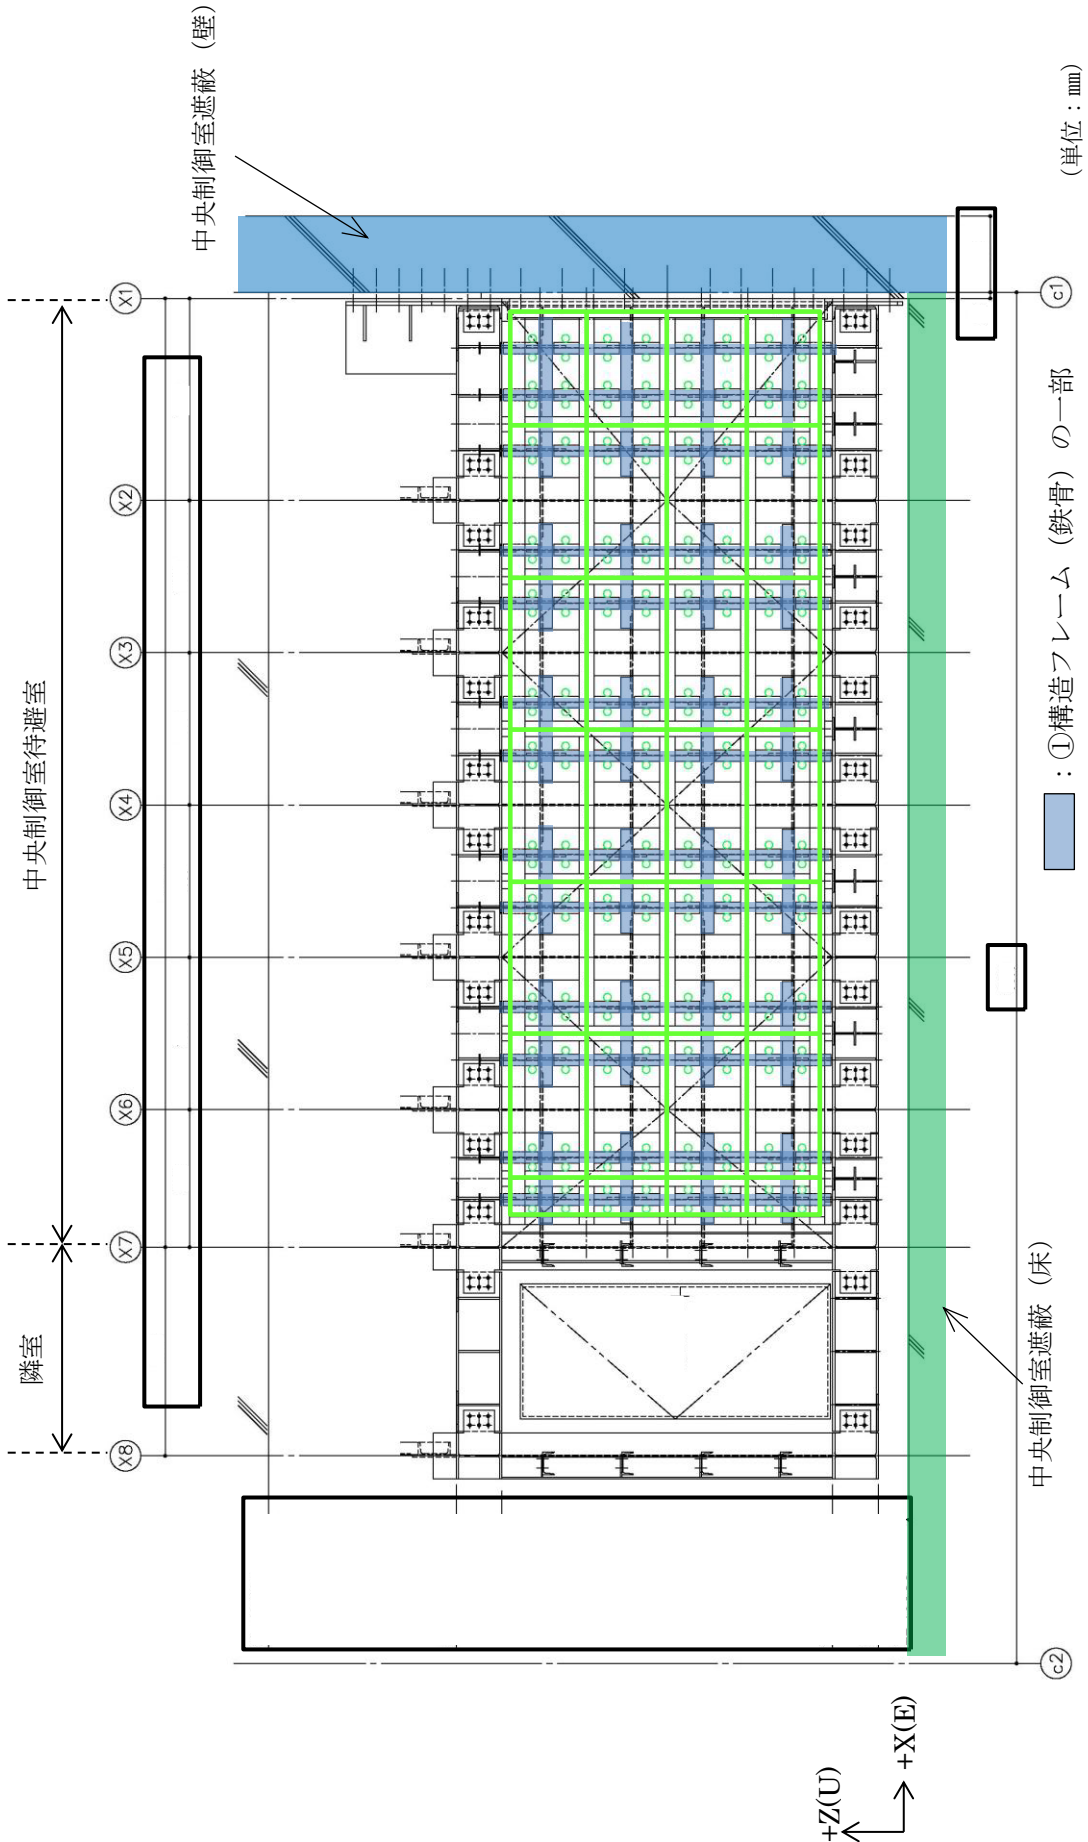 隣室
中央制御室待避室
X8
X7
X6
X5
X4
X3
X2
X1
中央制御室遮蔽（壁）
中央制御室遮蔽（床）
c2
c1
+Z(U)
+X(E)
：①構造フレーム（鉄骨）の一部
（単位：㎜）